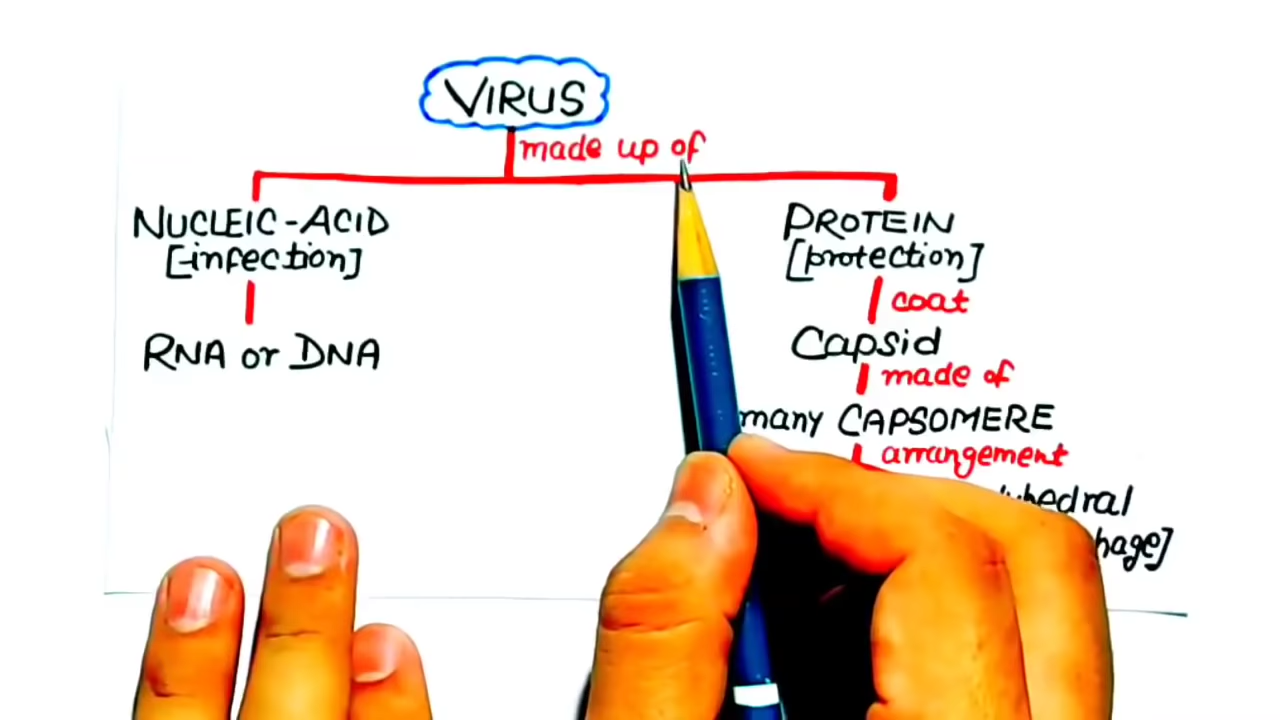 VIRUS
made up of
NUCLEIC-ACID
[infection]
RNA or DNA
PROTEIN
[protection]
coat
Capsid
made of
many CAPSOMERE
arrangement